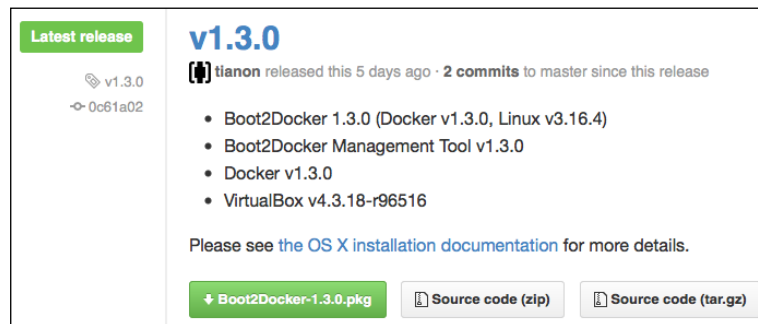 Latest release
v1.3.0
0c61a02
v1.3.0
tianon released this 5 days ago · 2 commits to master since this release
• Boot2Docker 1.3.0 (Docker v1.3.0, Linux v3.16.4)
• Boot2Docker Management Tool v1.3.0
• Docker v1.3.0
• VirtualBox v4.3.18-r96516
Please see the OS X installation documentation for more details.
Boot2Docker-1.3.0.pkg
Source code (zip)
Source code (tar.gz)